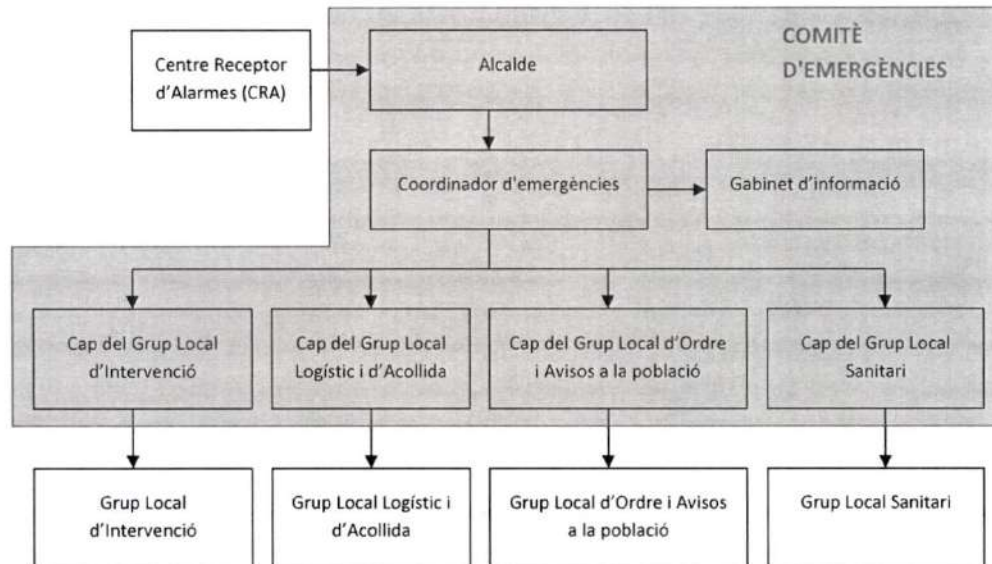 COMITÈ
D'EMERGÈNCIES
Centre Receptor
d'Alarmes (CRA)
Alcalde
Coordinador d'emergències
Gabinet d'informació
Cap del Grup Local
d'Intervenció
Cap del Grup Local
Logístic i d'Acollida
Cap del Grup Local d'Ordre
i Avisos a la població
Cap del Grup Local
Sanitari
Grup Local
d'Intervenció
Grup Local Logístic i
d'Acollida
Grup Local d'Ordre i Avisos
a la població
Grup Local Sanitari